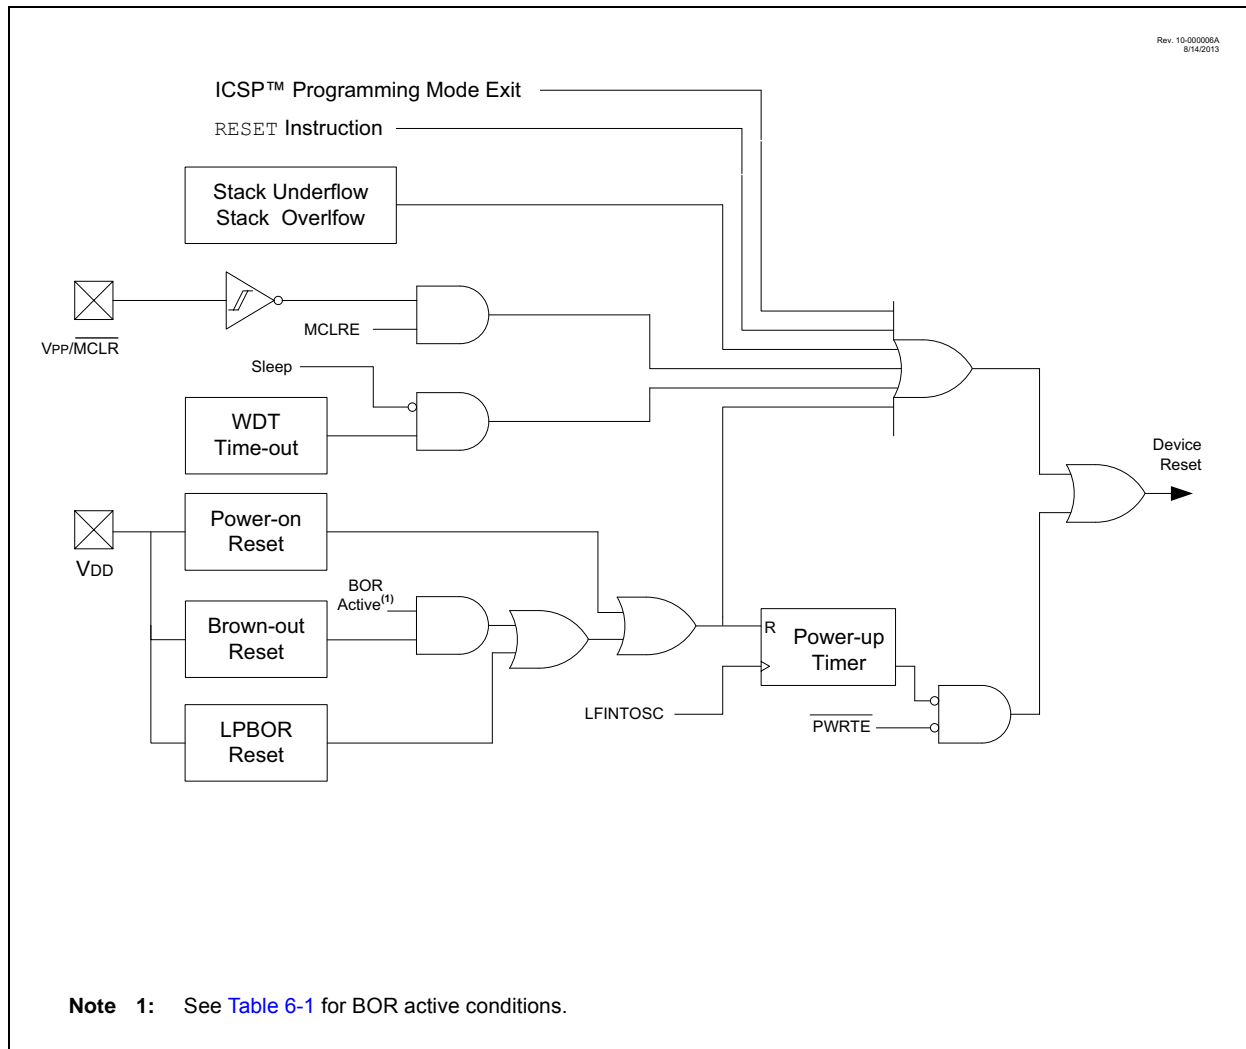 Rev. 10-000006A
8/14/2013
ICSP™ Programming Mode Exit
RESET Instruction
Stack Underflow
Stack Overlfow
VPP/MCLR
MCLRE
Sleep
WDT
Time-out
Device
Reset
VDD
Power-on
Reset
BOR
Active(1)
Brown-out
Reset
R
Power-up
Timer
LFINTOSC
PWRTE
LPBOR
Reset
Note 1: See Table 6-1 for BOR active conditions.